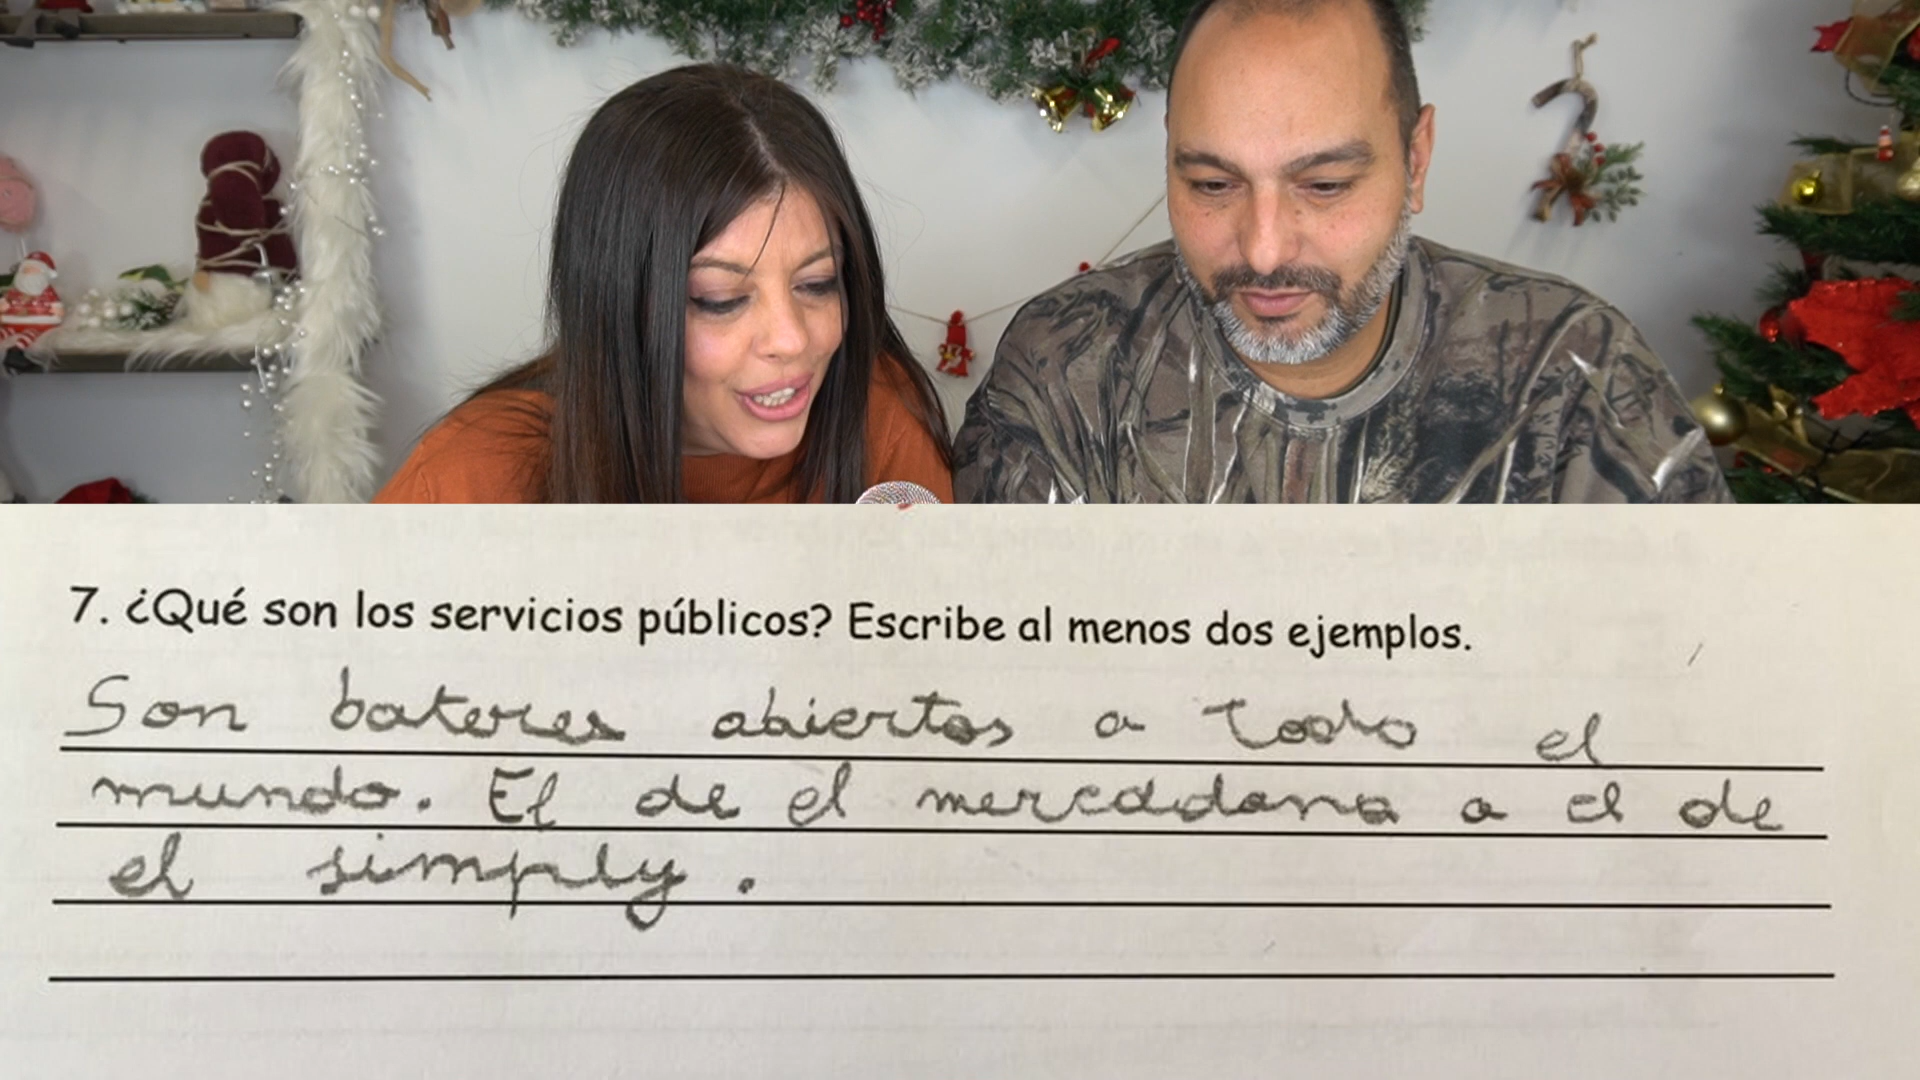 7. ¿Qué son los servicios públicos? Escribe al menos dos ejemplos.
Son bateres abiertos a todo el
mundo. El de el mercadona a el de
el simply.